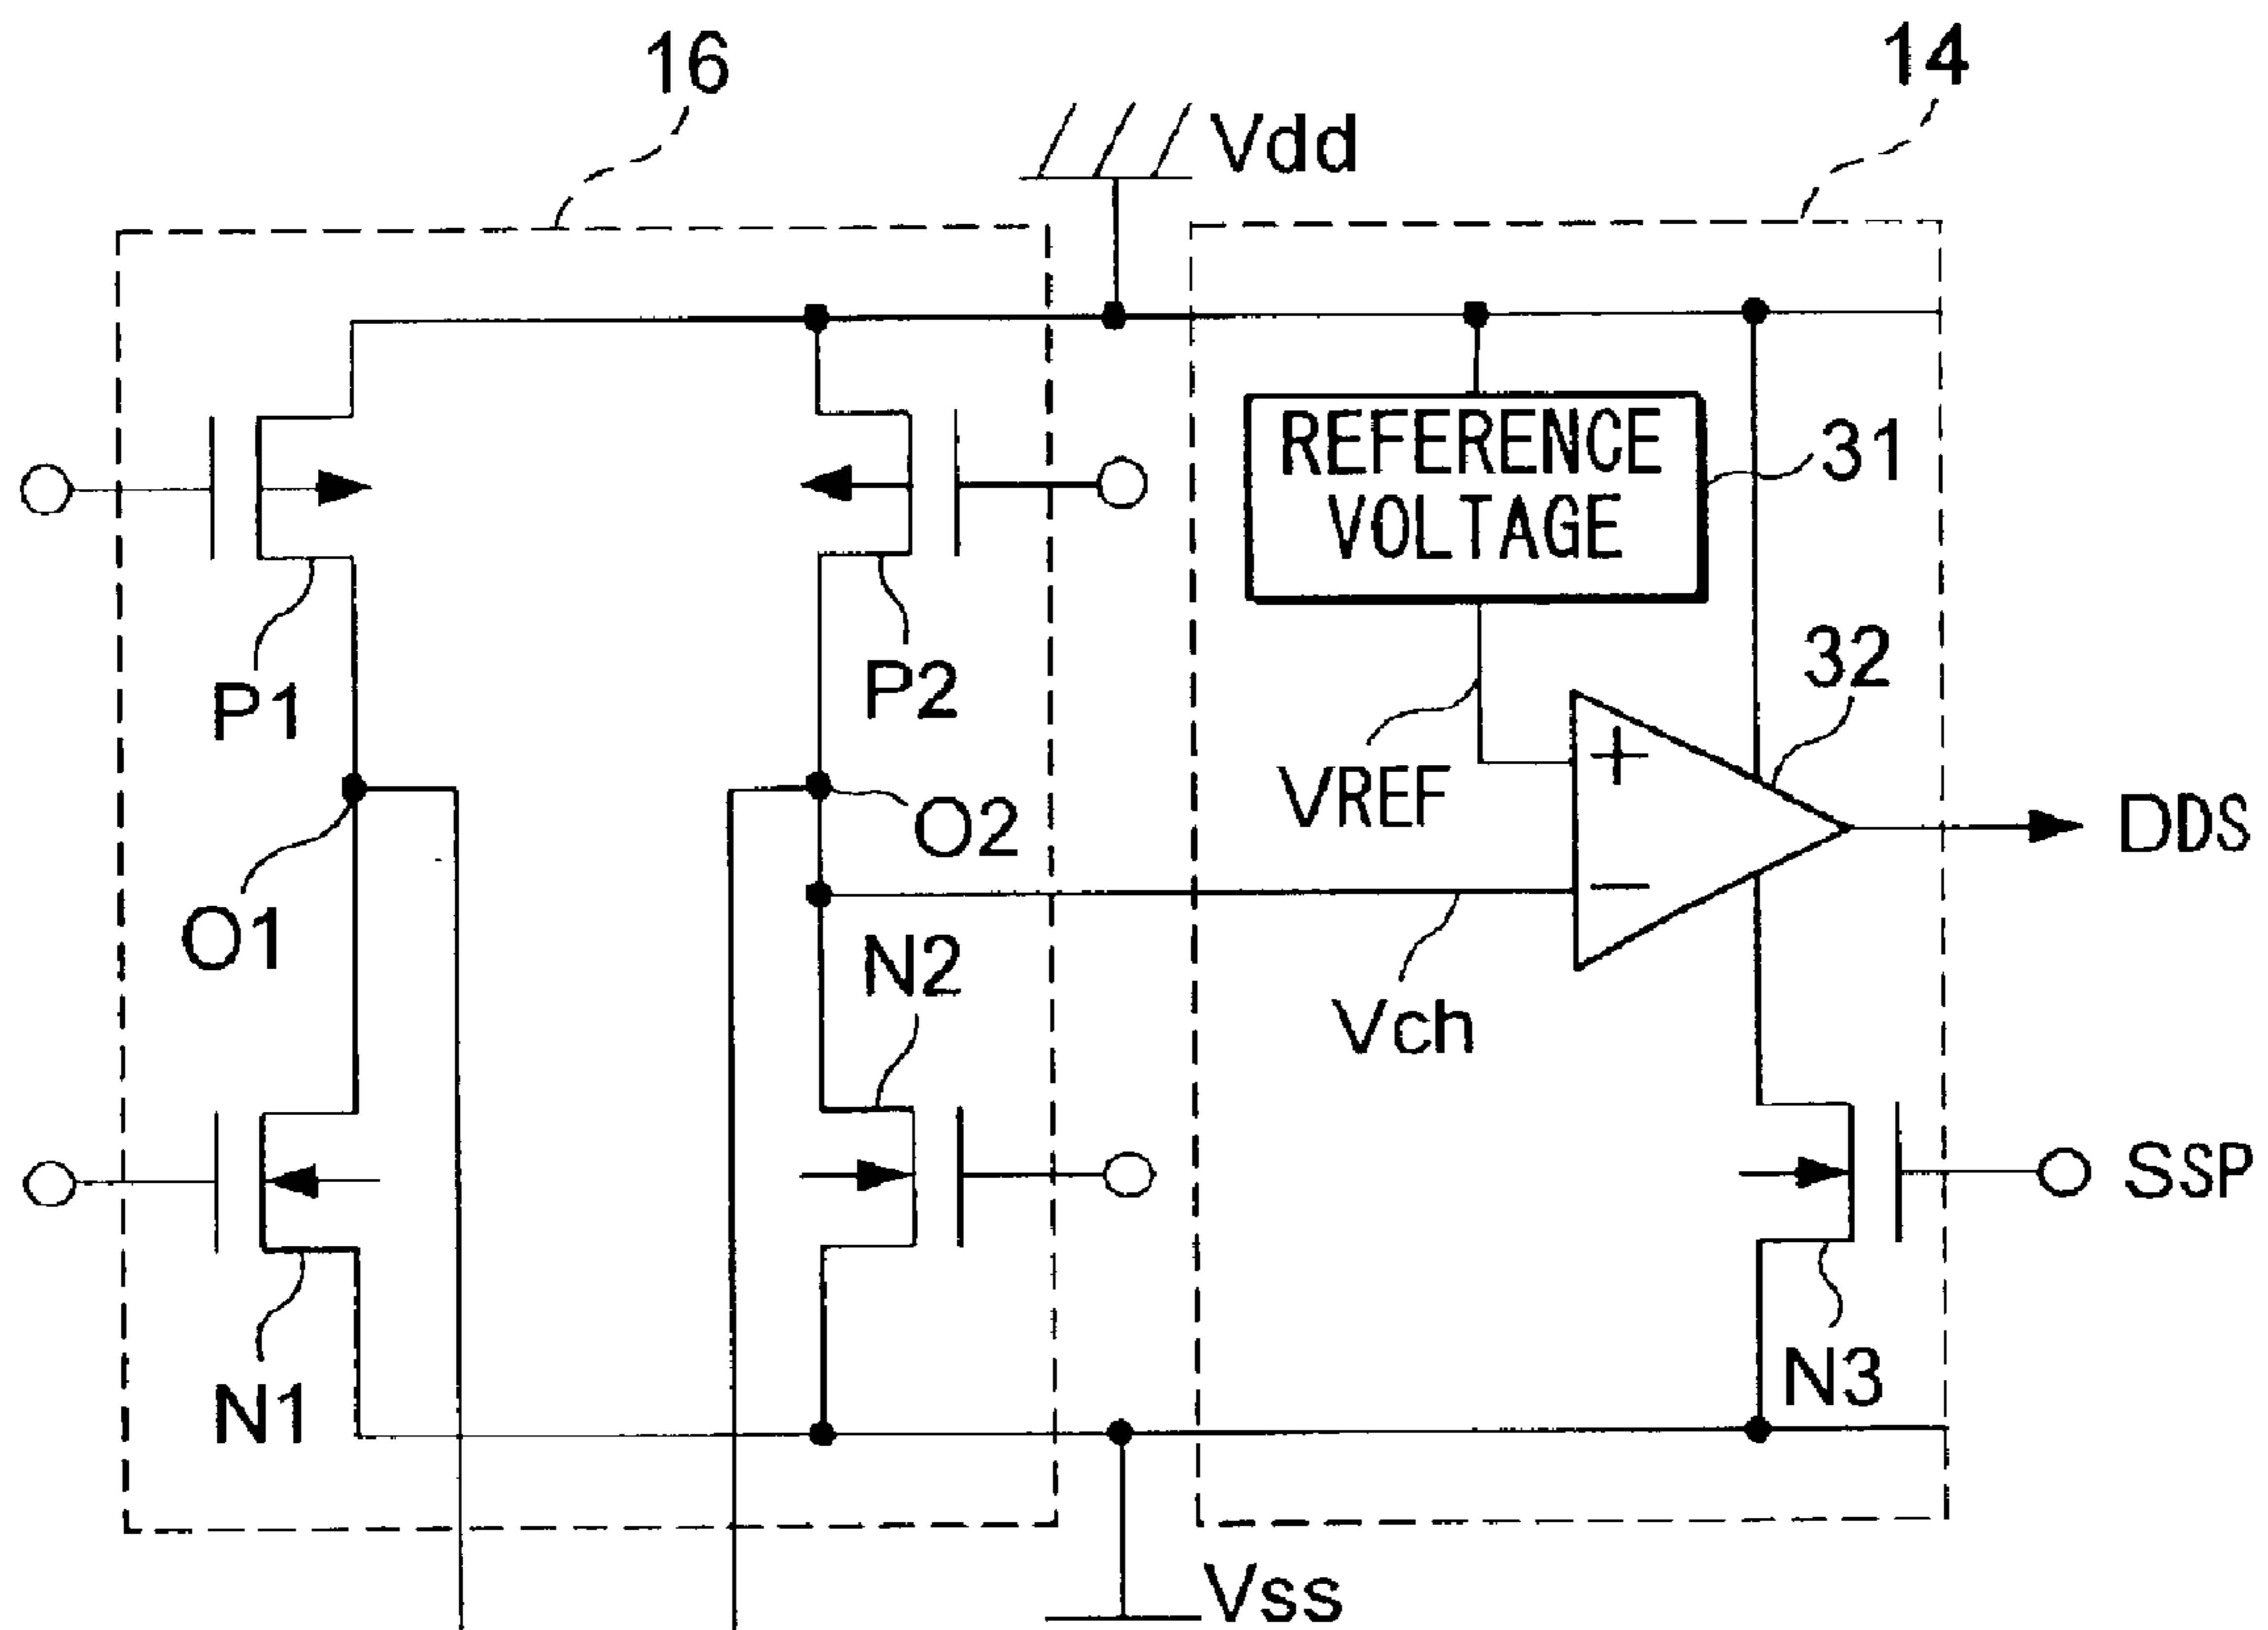 16
14
Vdd
REFERENCE
VOLTAGE
31
32
P1
P2
VREF
O2
DDS
O1
N2
Vch
SSP
N1
N3
Vss
+
−